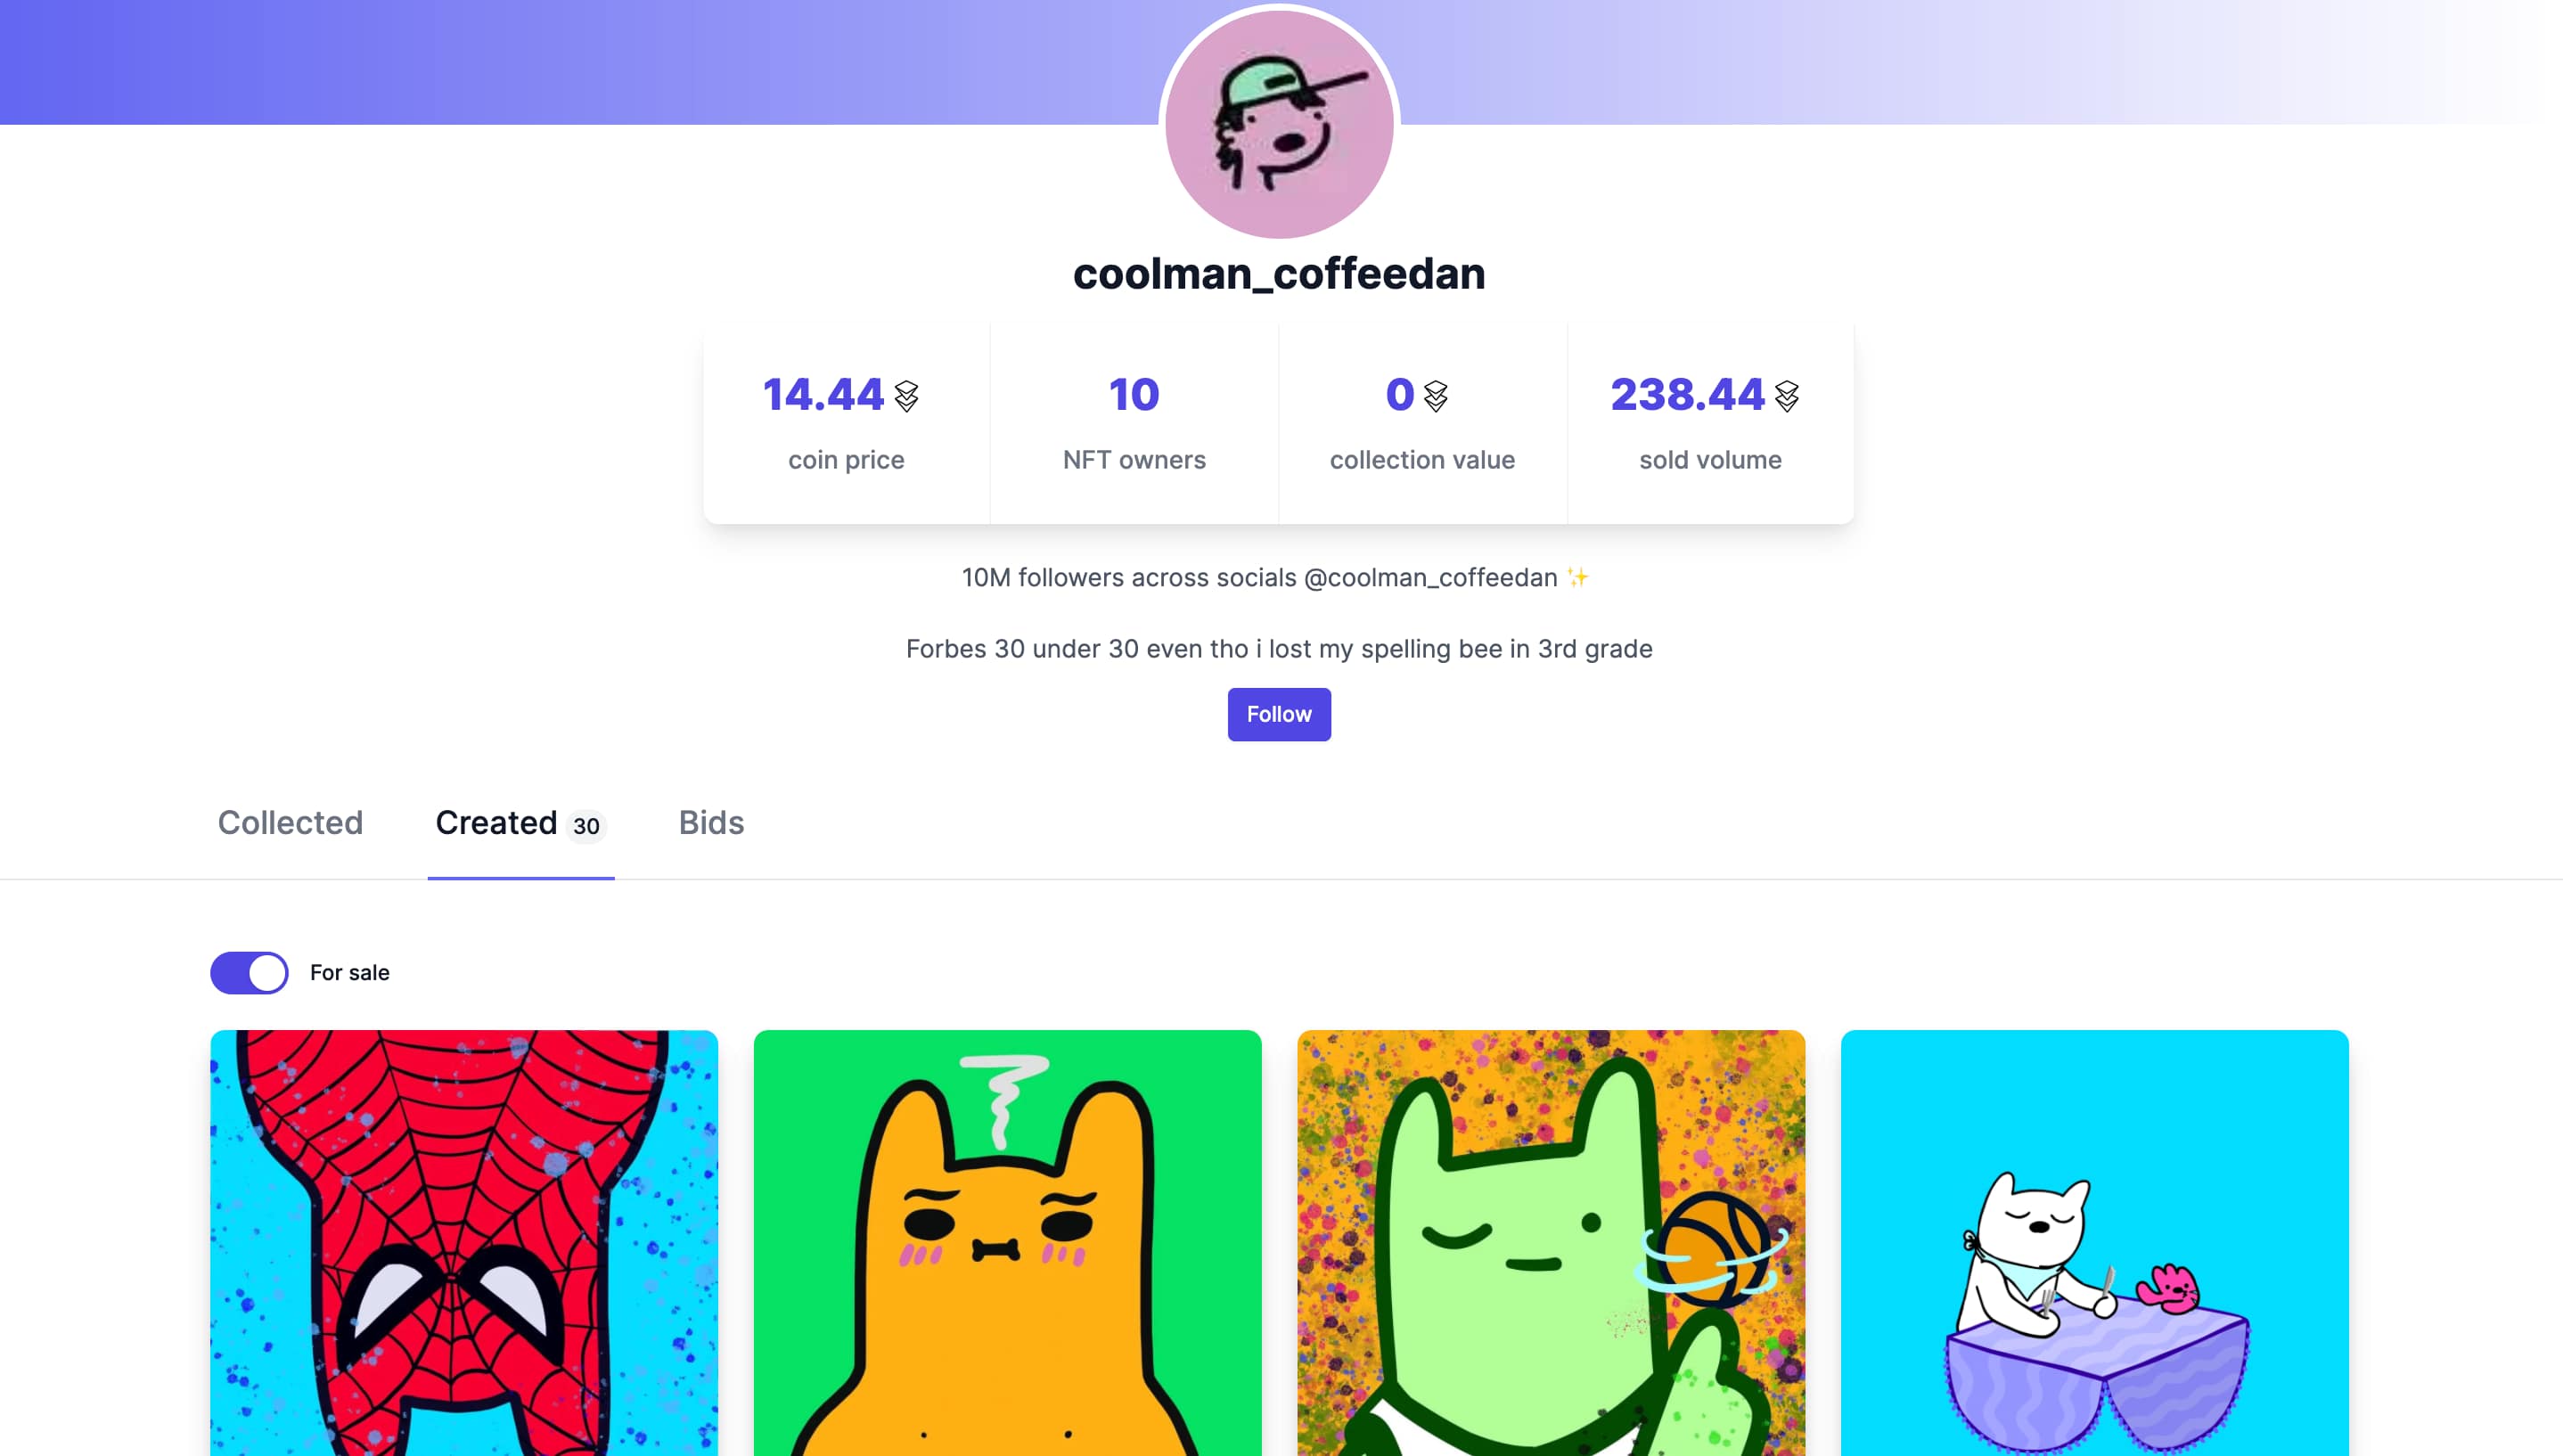 coolman_coffeedan
14.44
10
0
238.44
coin price
NFT owners
collection value
sold volume
10M followers across socials @coolman_coffeedan ✨
Forbes 30 under 30 even tho i lost my spelling bee in 3rd grade
Follow
Collected
Created 30
Bids
For sale